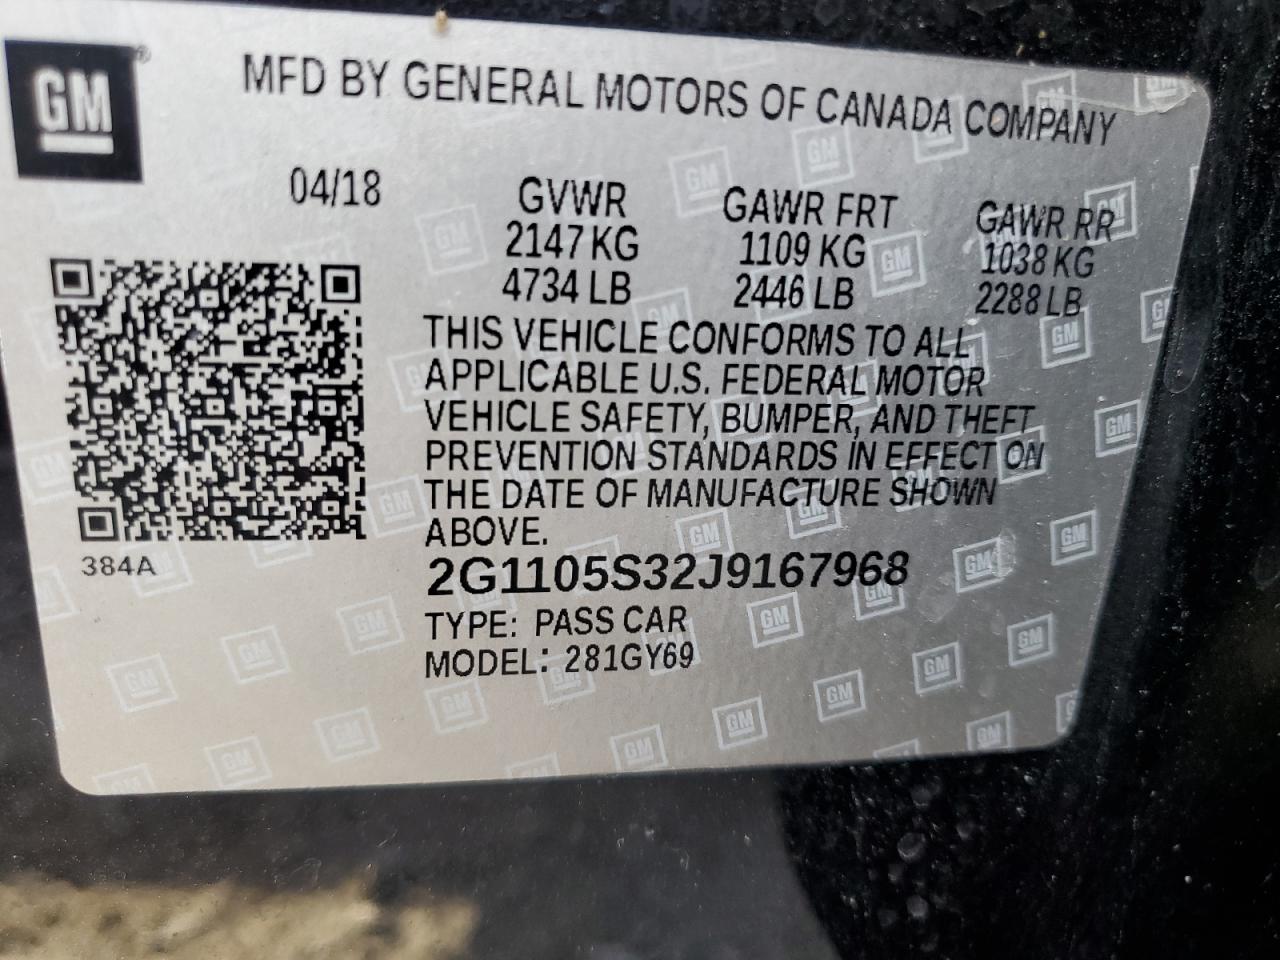 GM
MFD BY GENERAL MOTORS OF CANADA COMPANY
04/18 GVWR GAWR FRT GAWR RR
2147 KG 1109 KG 1038 KG
4734 LB 2446 LB 2288 LB
THIS VEHICLE CONFORMS TO ALL
APPLICABLE U.S. FEDERAL MOTOR
VEHICLE SAFETY, BUMPER, AND THEFT
PREVENTION STANDARDS IN EFFECT ON
THE DATE OF MANUFACTURE SHOWN
ABOVE.
384A
2G1105S32J9167968
TYPE: PASS CAR
MODEL: 281GY69